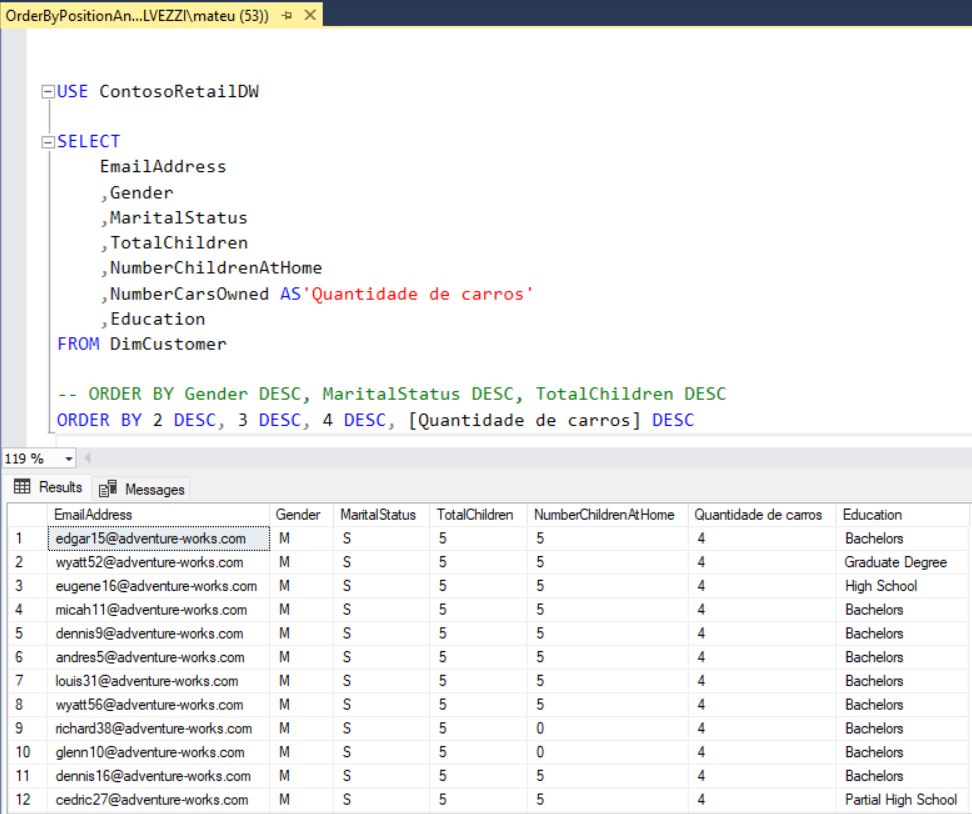 OrderByPositionAn...LVEZZI\mateu (53))
USE ContosoRetailDW
SELECT
EmailAddress
,Gender
,MaritalStatus
,TotalChildren
,NumberChildrenAtHome
,NumberCarsOwned AS'Quantidade de carros'
,Education
FROM DimCustomer
-- ORDER BY Gender DESC, MaritalStatus DESC, TotalChildren DESC
ORDER BY 2 DESC, 3 DESC, 4 DESC, [Quantidade de carros] DESC
119 %
Results Messages
EmailAddress Gender MaritalStatus TotalChildren NumberChildrenAtHome Quantidade de carros Education
1 edgar15@adventure-works.com M S 5 5 4 Bachelors
2 wyatt52@adventure-works.com M S 5 5 4 Graduate Degree
3 eugene16@adventure-works.com M S 5 5 4 High School
4 micah11@adventure-works.com M S 5 5 4 Bachelors
5 dennis9@adventure-works.com M S 5 5 4 Bachelors
6 andres5@adventure-works.com M S 5 5 4 Bachelors
7 louis31@adventure-works.com M S 5 5 4 Bachelors
8 wyatt56@adventure-works.com M S 5 5 4 Bachelors
9 richard38@adventure-works.com M S 5 0 4 Bachelors
10 glenn10@adventure-works.com M S 5 0 4 Bachelors
11 dennis16@adventure-works.com M S 5 5 4 Bachelors
12 cedric27@adventure-works.com M S 5 5 4 Partial High School